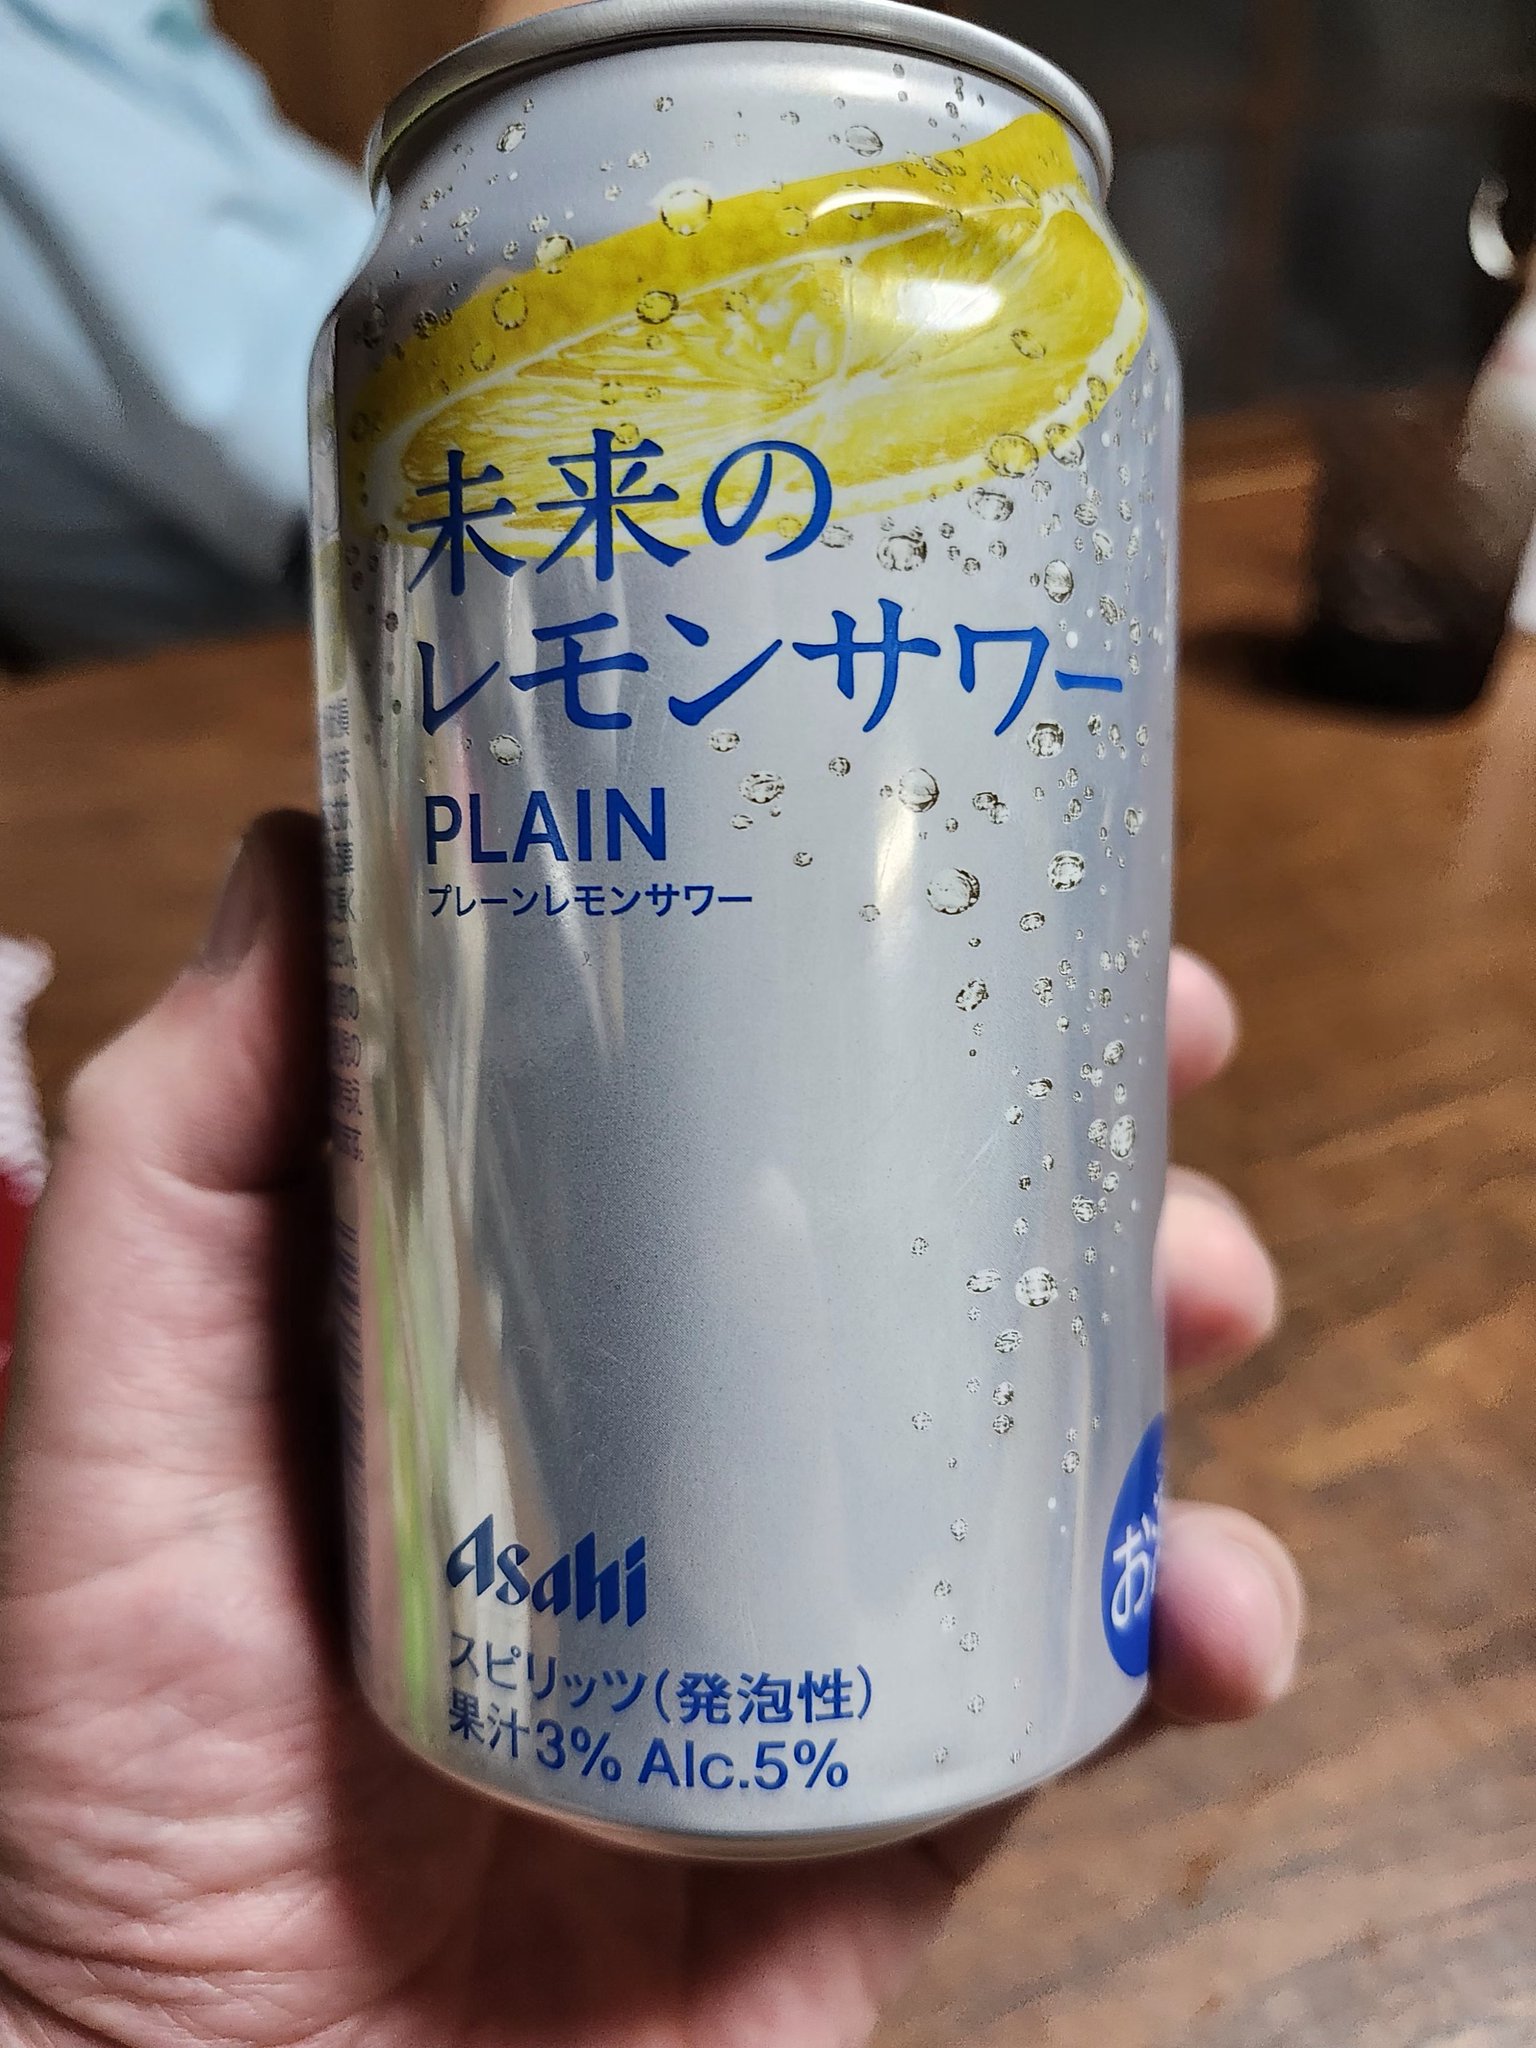 未来の
レモンサワー
PLAIN
プレーンレモンサワー
Asahi
スピリッツ(発泡性)
果汁3% Alc.5%
お